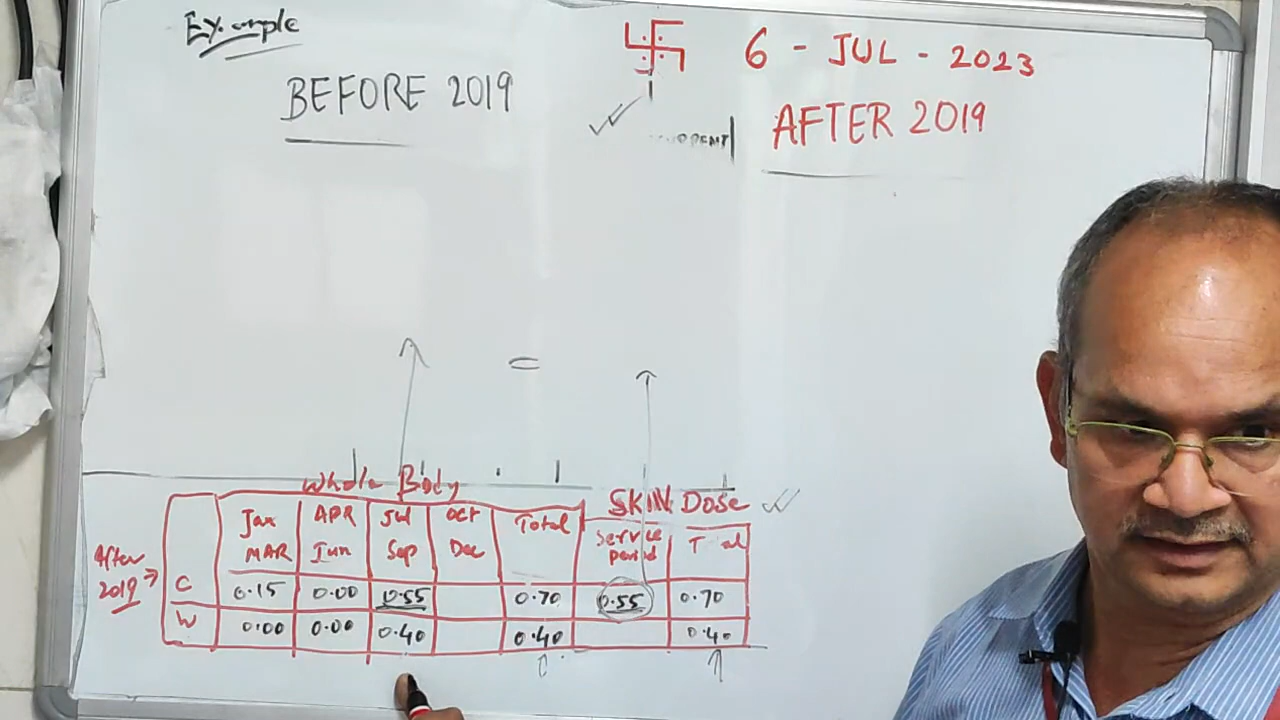 Example
6 - JUL - 2023
BEFORE 2019
AFTER 2019
Whole Body
SKIN Dose
After 2019
Jan MAR
APR Jun
Jul Sep
Oct Dec
Total
Service period
C 0.15 0.00 0.55 0.70 0.55 0.70
W 0.00 0.00 0.40 0.40 0.40